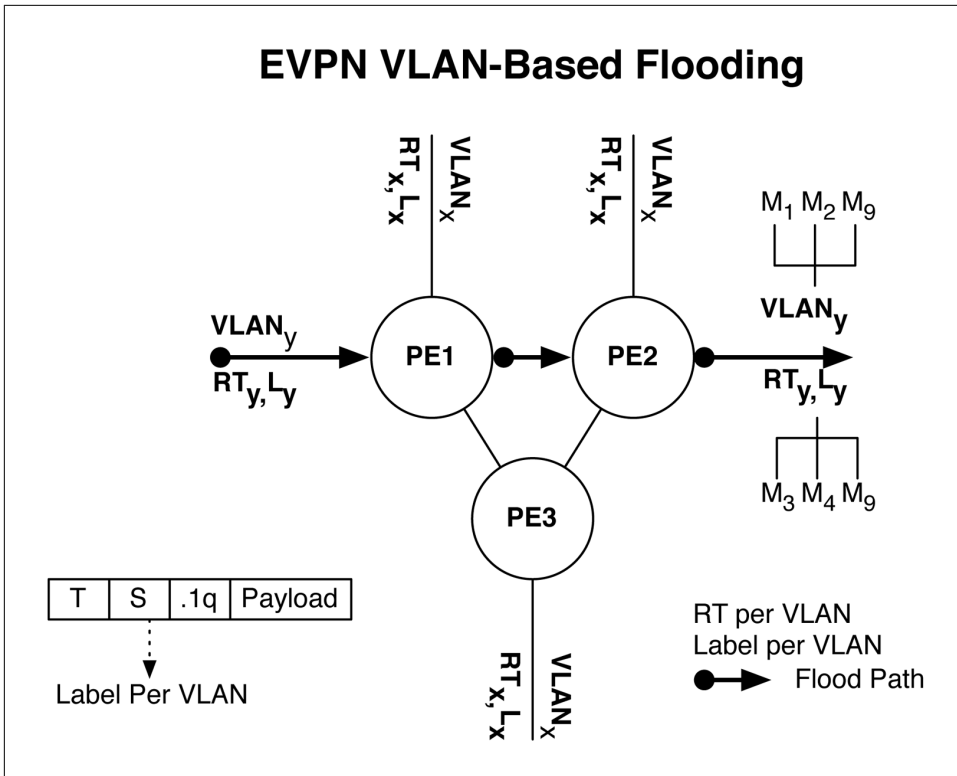 EVPN VLAN-Based Flooding
VLANx
RTx, Lx
VLANx
RTx, Lx
M1 M2 M9
VLANy
RTy, Ly
PE1
PE2
VLANy
RTy, Ly
M3 M4 M9
PE3
T S .1q Payload
Label Per VLAN
VLANx
RTx, Lx
RT per VLAN
Label per VLAN
Flood Path